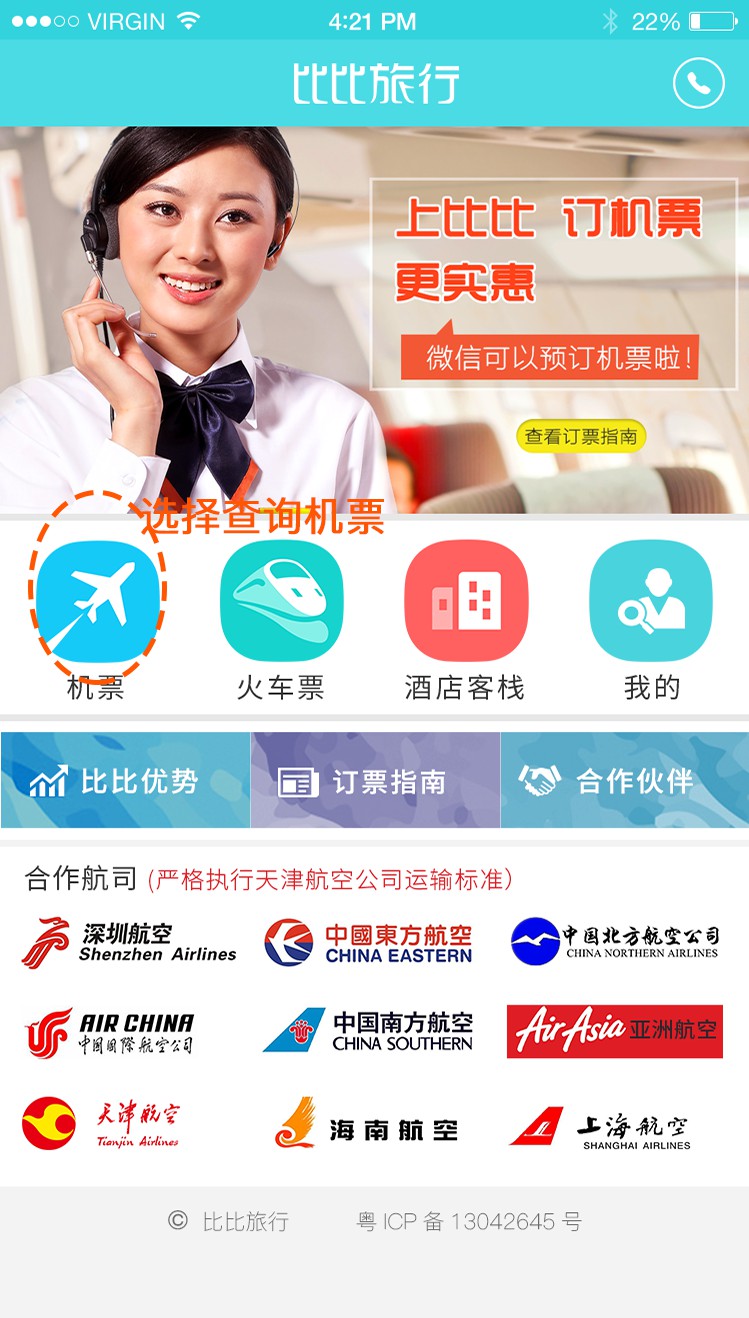 VIRGIN 4:21 PM 22%
比比旅行
上比比 订机票
更实惠
微信可以预订机票啦!
查看订票指南
选择查询机票
机票 火车票 酒店客栈 我的
比比优势 订票指南 合作伙伴
合作航司 (严格执行天津航空公司运输标准)
深圳航空 中國東方航空 中国北方航空公司
Shenzhen Airlines CHINA EASTERN CHINA NORTHERN AIRLINES
AIR CHINA 中国南方航空 AirAsia 亚洲航空
中国国際航空公司 CHINA SOUTHERN
天津航空 海南航空 上海航空
Tianjin Airlines SHANGHAI AIRLINES
© 比比旅行 粤 ICP 备 13042645 号